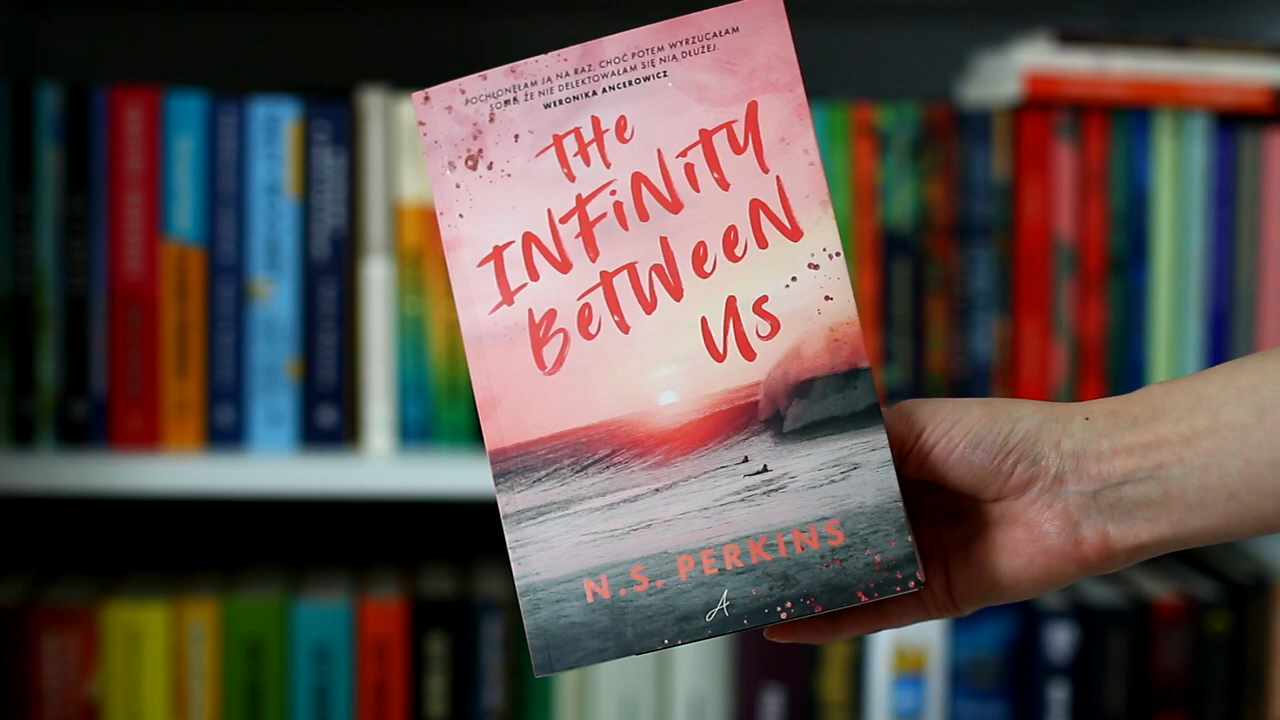 POCHŁONĘŁAM JĄ NA RAZ, CHOĆ POTEM WYRZUCAŁAM
SOBIE, ŻE NIE DELEKTOWAŁAM SIĘ NIĄ DŁUŻEJ.
WERONIKA ANCEROWICZ
THE
INFINITY
BETWEEN
US
N.S. PERKINS
A